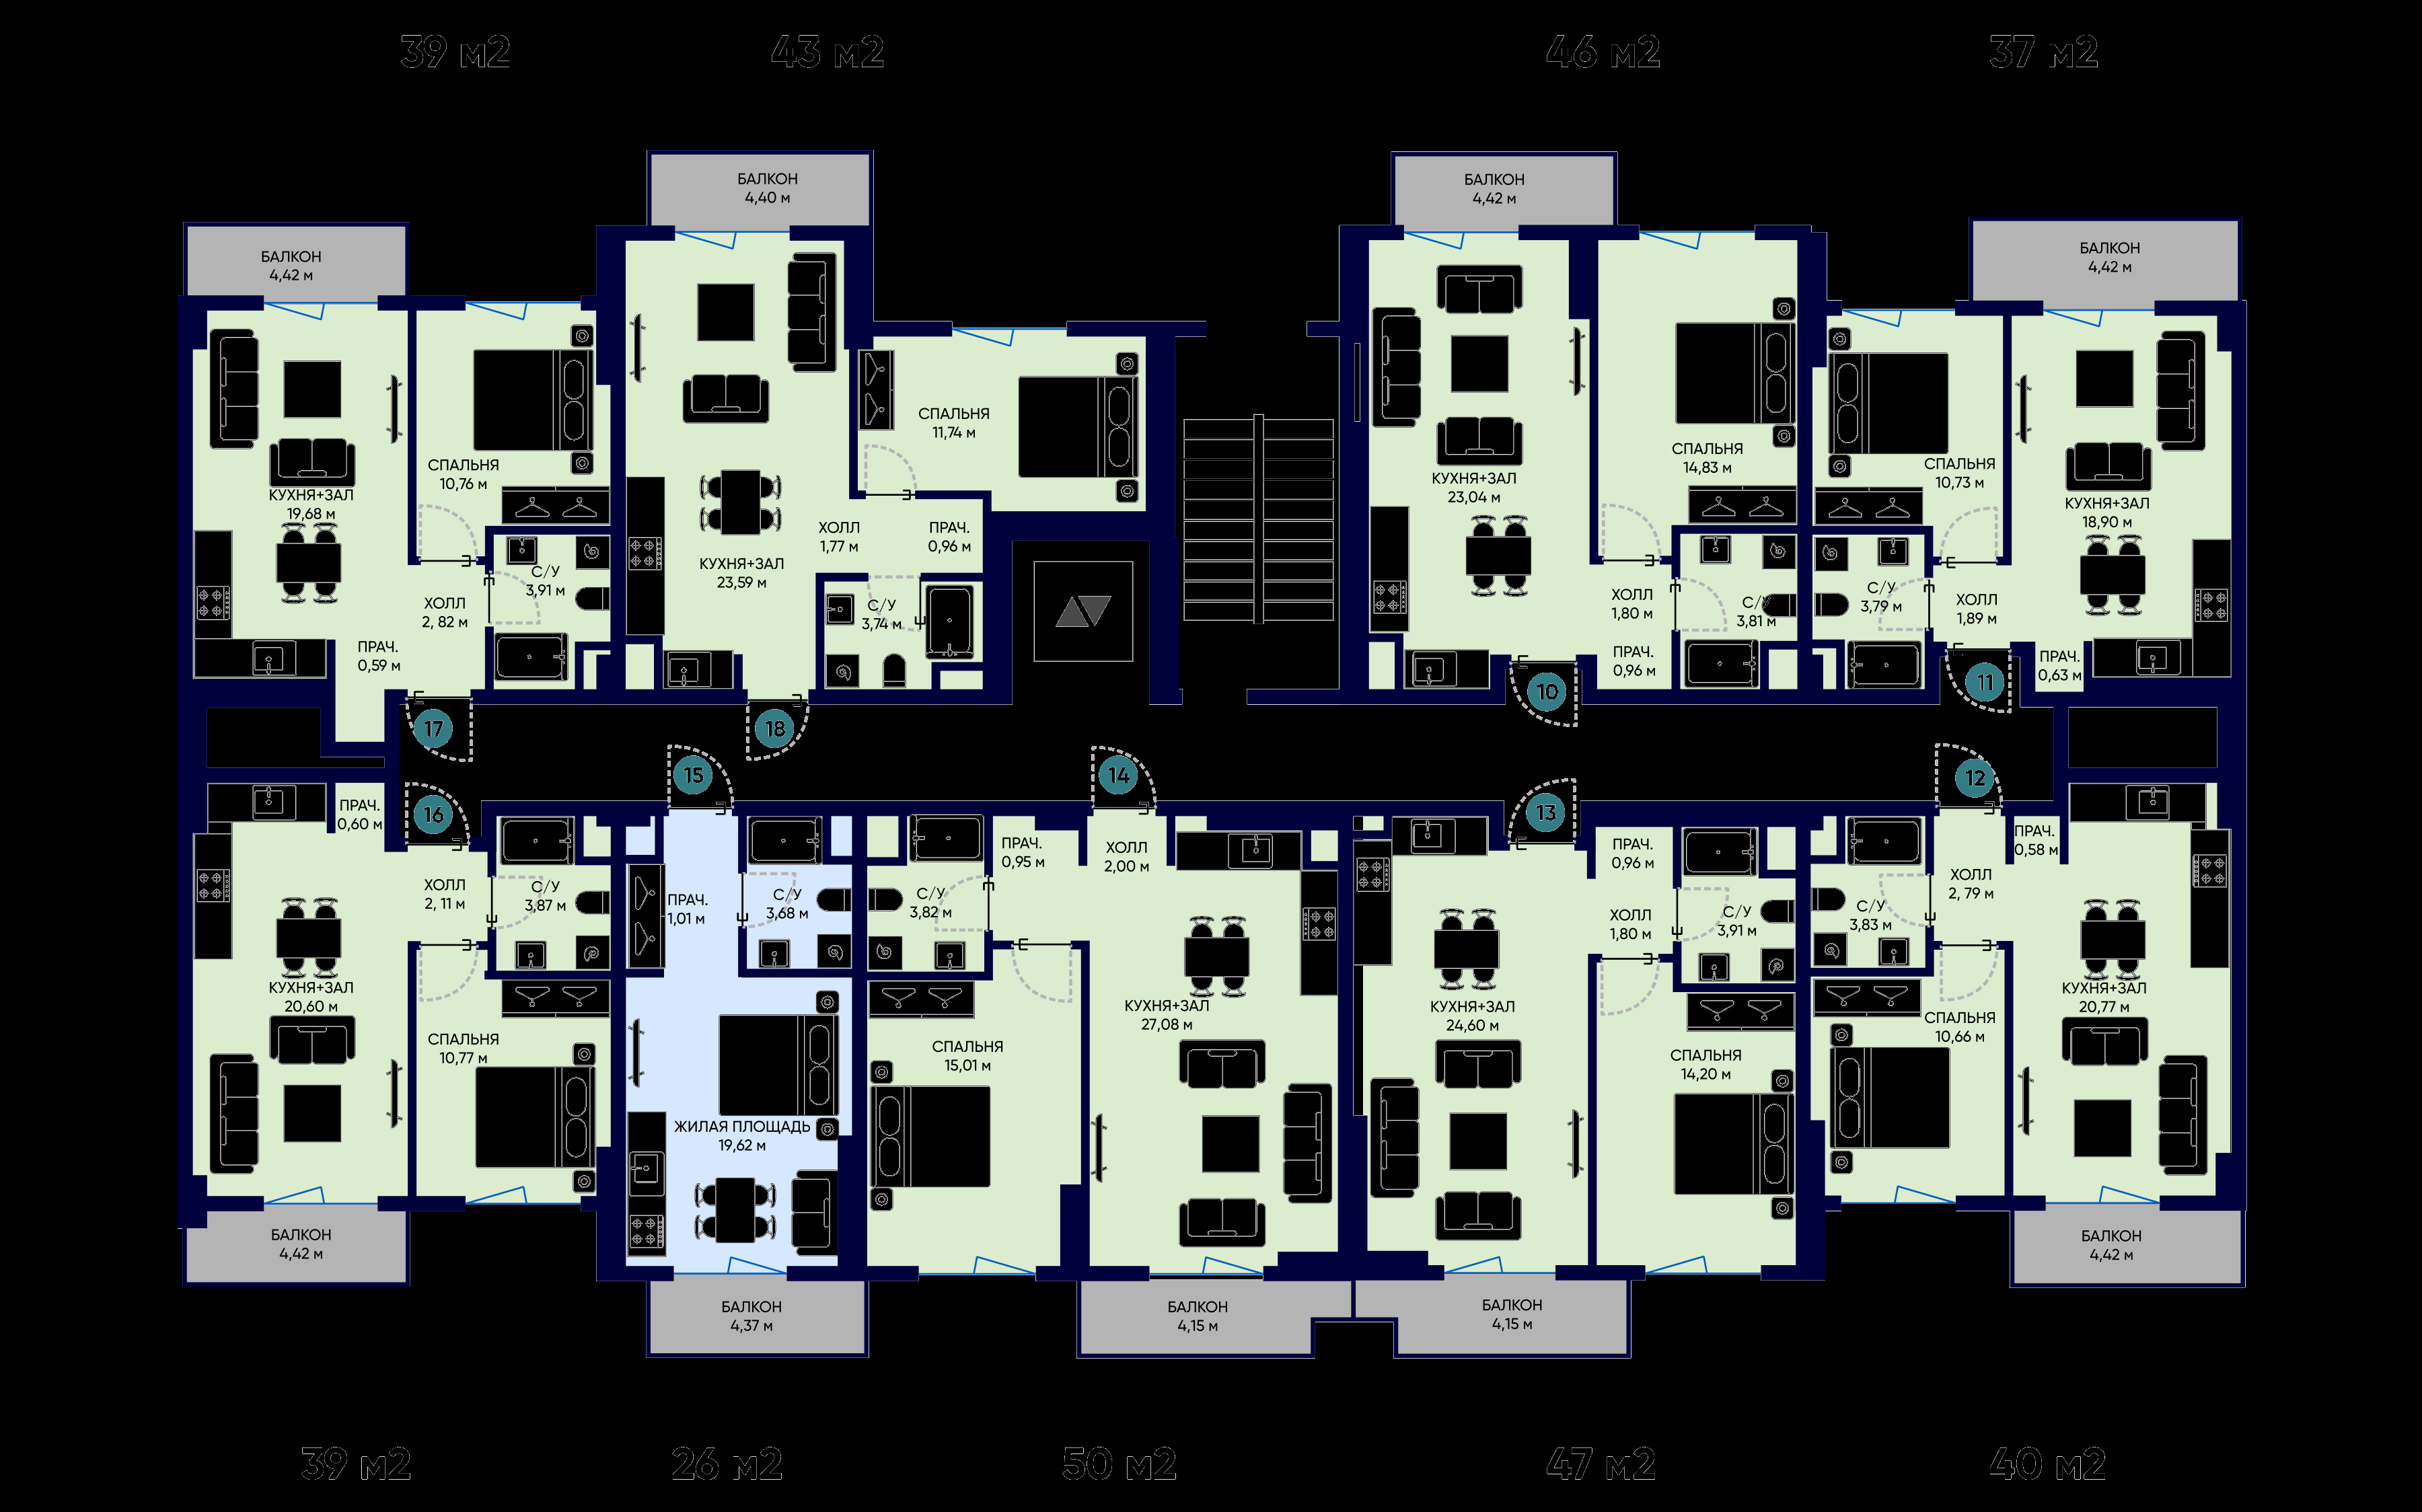 39 м2
43 м2
46 м2
37 м2
БАЛКОН
4,42 м
КУХНЯ+ЗАЛ
19,68 м
СПАЛЬНЯ
10,76 м
С/У
3,91 м
ХОЛЛ
2, 82 м
ПРАЧ.
0,59 м
17
БАЛКОН
4,40 м
СПАЛЬНЯ
11,74 м
ХОЛЛ
1,77 м
ПРАЧ.
0,96 м
КУХНЯ+ЗАЛ
23,59 м
С/У
3,74 м
18
БАЛКОН
4,42 м
КУХНЯ+ЗАЛ
23,04 м
СПАЛЬНЯ
14,83 м
ХОЛЛ
1,80 м
С/У
3,81 м
ПРАЧ.
0,96 м
10
БАЛКОН
4,42 м
СПАЛЬНЯ
10,73 м
КУХНЯ+ЗАЛ
18,90 м
С/У
3,79 м
ХОЛЛ
1,89 м
ПРАЧ.
0,63 м
11
16
ПРАЧ.
0,60 м
ХОЛЛ
2, 11 м
С/У
3,87 м
КУХНЯ+ЗАЛ
20,60 м
СПАЛЬНЯ
10,77 м
БАЛКОН
4,42 м
15
ПРАЧ.
1,01 м
С/У
3,68 м
ЖИЛАЯ ПЛОЩАДЬ
19,62 м
БАЛКОН
4,37 м
14
ПРАЧ.
0,95 м
ХОЛЛ
2,00 м
С/У
3,82 м
КУХНЯ+ЗАЛ
27,08 м
СПАЛЬНЯ
15,01 м
БАЛКОН
4,15 м
13
ПРАЧ.
0,96 м
ХОЛЛ
1,80 м
С/У
3,91 м
КУХНЯ+ЗАЛ
24,60 м
СПАЛЬНЯ
14,20 м
БАЛКОН
4,15 м
12
ПРАЧ.
0,58 м
ХОЛЛ
2, 79 м
С/У
3,83 м
КУХНЯ+ЗАЛ
20,77 м
СПАЛЬНЯ
10,66 м
БАЛКОН
4,42 м
39 м2
26 м2
50 м2
47 м2
40 м2